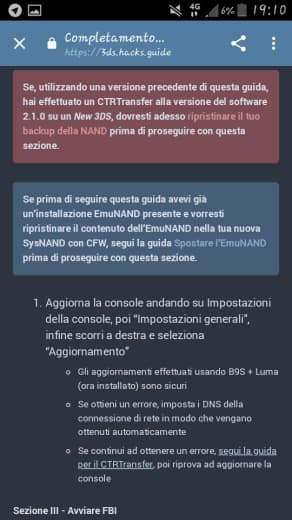 4G 6% 19:10
Completamento...
https://3ds.hacks.guide
Se, utilizzando una versione precedente di questa guida,
hai effettuato un CTRTransfer alla versione del software
2.1.0 su un New 3DS, dovresti adesso ripristinare il tuo
backup della NAND prima di proseguire con questa
sezione.
Se prima di seguire questa guida avevi già
un'installazione EmuNAND presente e vorresti
ripristinare il contenuto dell'EmuNAND nella tua nuova
SysNAND con CFW, segui la guida Spostare l'EmuNAND
prima di proseguire con questa sezione.
1. Aggiorna la console andando su Impostazioni
della console, poi “Impostazioni generali”,
infine scorri a destra e seleziona
“Aggiornamento”
Gli aggiornamenti effettuati usando B9S + Luma
(ora installato) sono sicuri
Se ottieni un errore, imposta i DNS della
connessione di rete in modo che vengano
ottenuti automaticamente
Se continui ad ottenere un errore, segui la guida
per il CTRTransfer, poi riprova ad aggiornare la
console
Sezione III - Avviare FBI